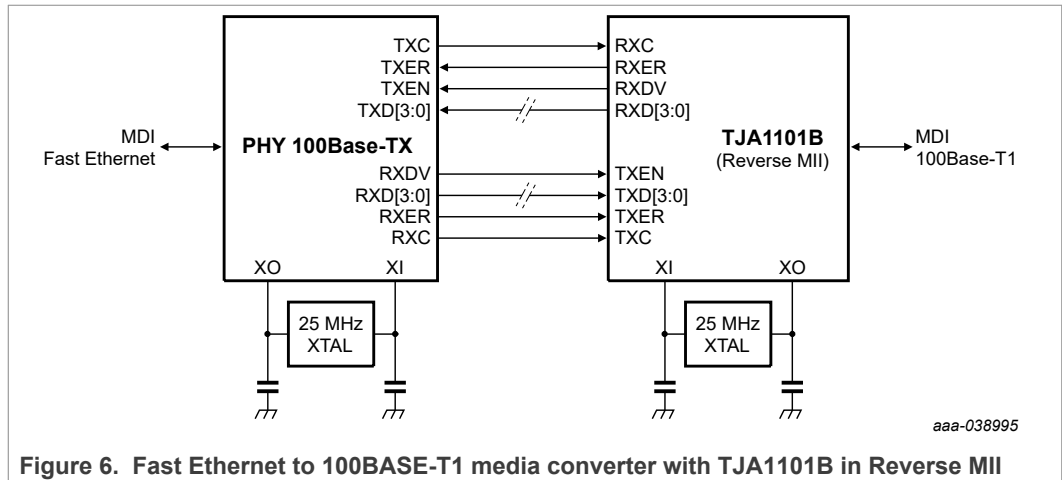 TXC
TXER
TXEN
TXD[3:0]
RXC
RXER
RXDV
RXD[3:0]
MDI
Fast Ethernet
PHY 100Base-TX
TJA1101B
(Reverse MII)
MDI
100Base-T1
RXDV
RXD[3:0]
RXER
RXC
TXEN
TXD[3:0]
TXER
TXC
XO
XI
XI
XO
25 MHz
XTAL
25 MHz
XTAL
aaa-038995
Figure 6. Fast Ethernet to 100BASE-T1 media converter with TJA1101B in Reverse MII